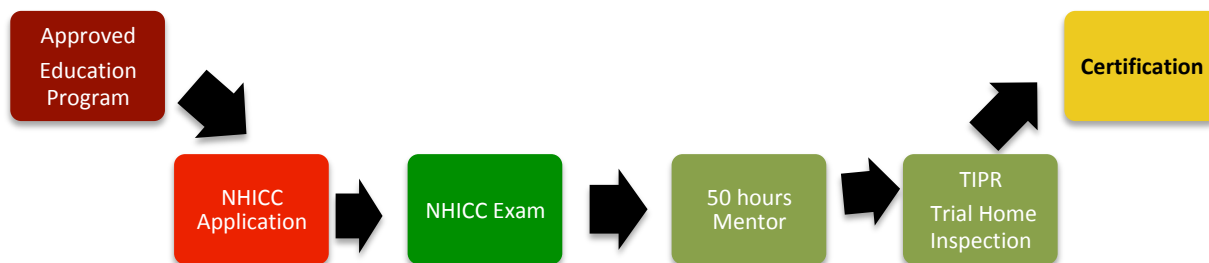 Approved
Education
Program
NHICC
Application
NHICC Exam
50 hours
Mentor
TIPR
Trial Home
Inspection
Certification